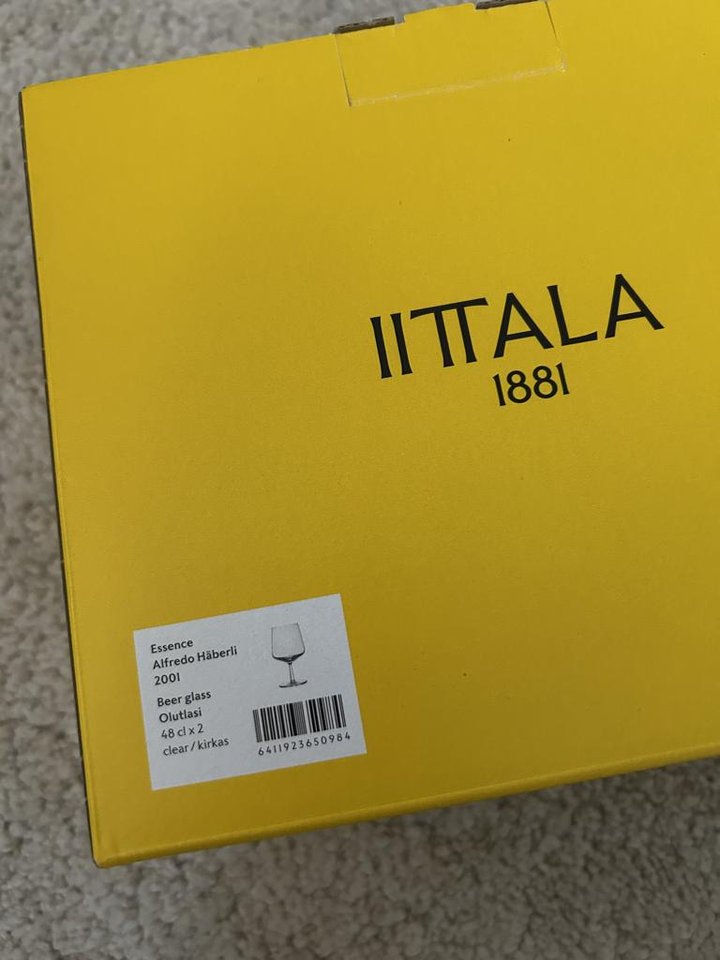 IITTALA
1881
Essence
Alfredo Häberli
2001
Beer glass
Olutlasi
48 cl x 2
clear / kirkas
6411923650984